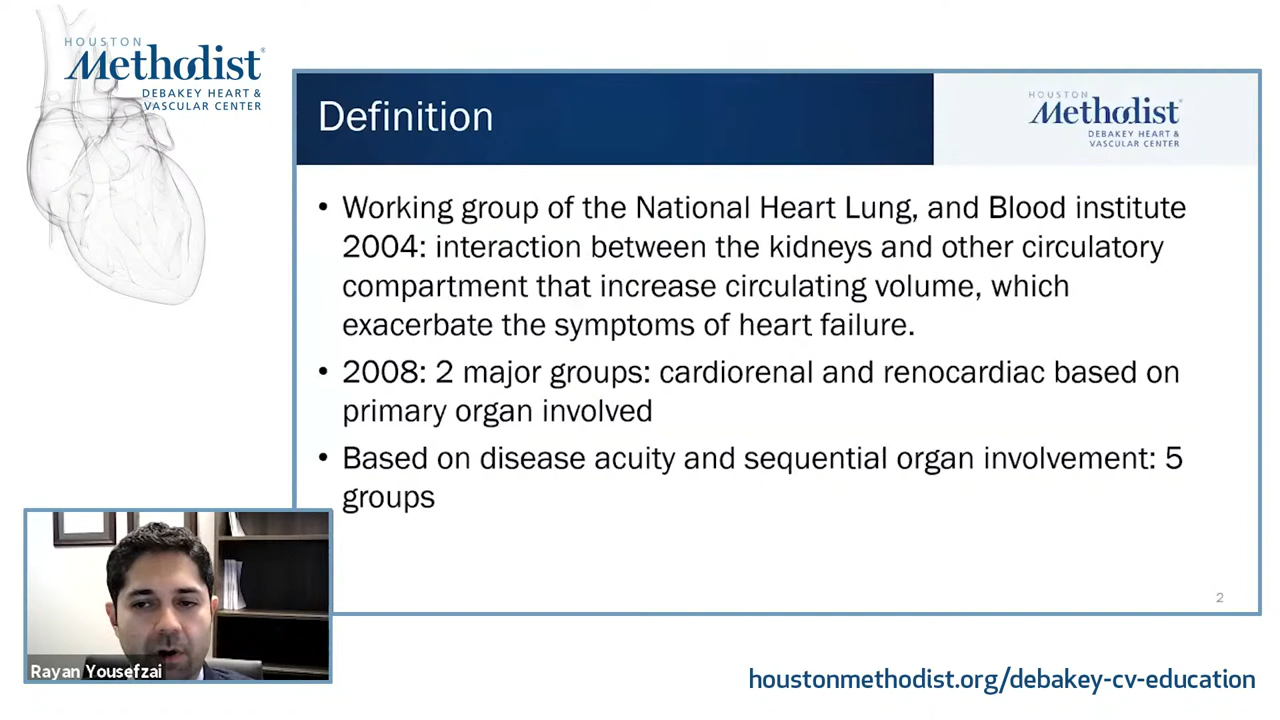 HOUSTON
Methodist
DEBAKEY HEART &
VASCULAR CENTER
Definition
HOUSTON
Methodist
DEBAKEY HEART &
VASCULAR CENTER
• Working group of the National Heart Lung, and Blood institute
2004: interaction between the kidneys and other circulatory
compartment that increase circulating volume, which
exacerbate the symptoms of heart failure.
• 2008: 2 major groups: cardiorenal and renocardiac based on
primary organ involved
• Based on disease acuity and sequential organ involvement: 5
groups
2
Rayan Yousefzai
houstonmethodist.org/debakey-cv-education